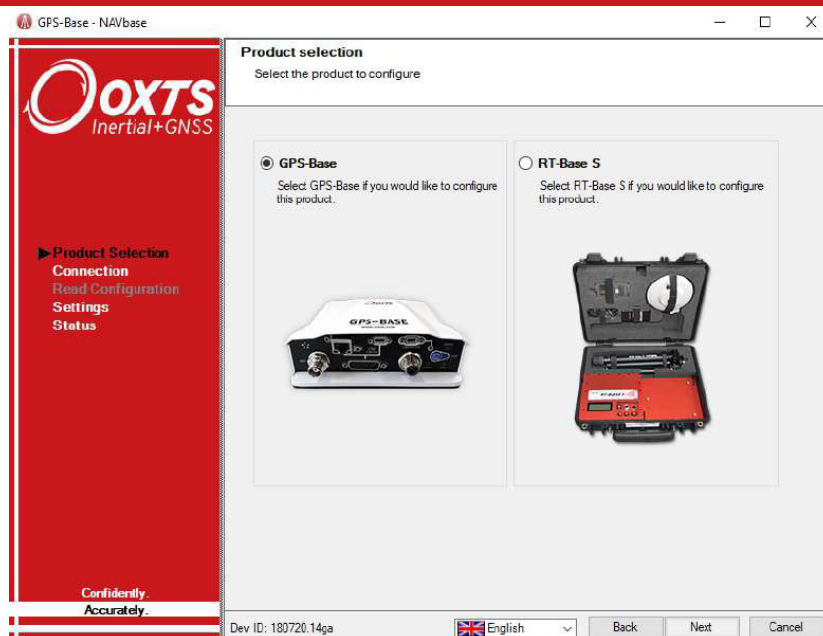 GPS-Base - NAVbase
OXTS
Inertial+GNSS
Product Selection
Connection
Read Configuration
Settings
Status
Confidently.
Accurately.
Product selection
Select the product to configure
GPS-Base
Select GPS-Base if you would like to configure
this product.
OXTS
GPS-BASE
RT-Base S
Select RT-Base S if you would like to configure
this product.
Dev ID: 180720.14ga
English
Back
Next
Cancel